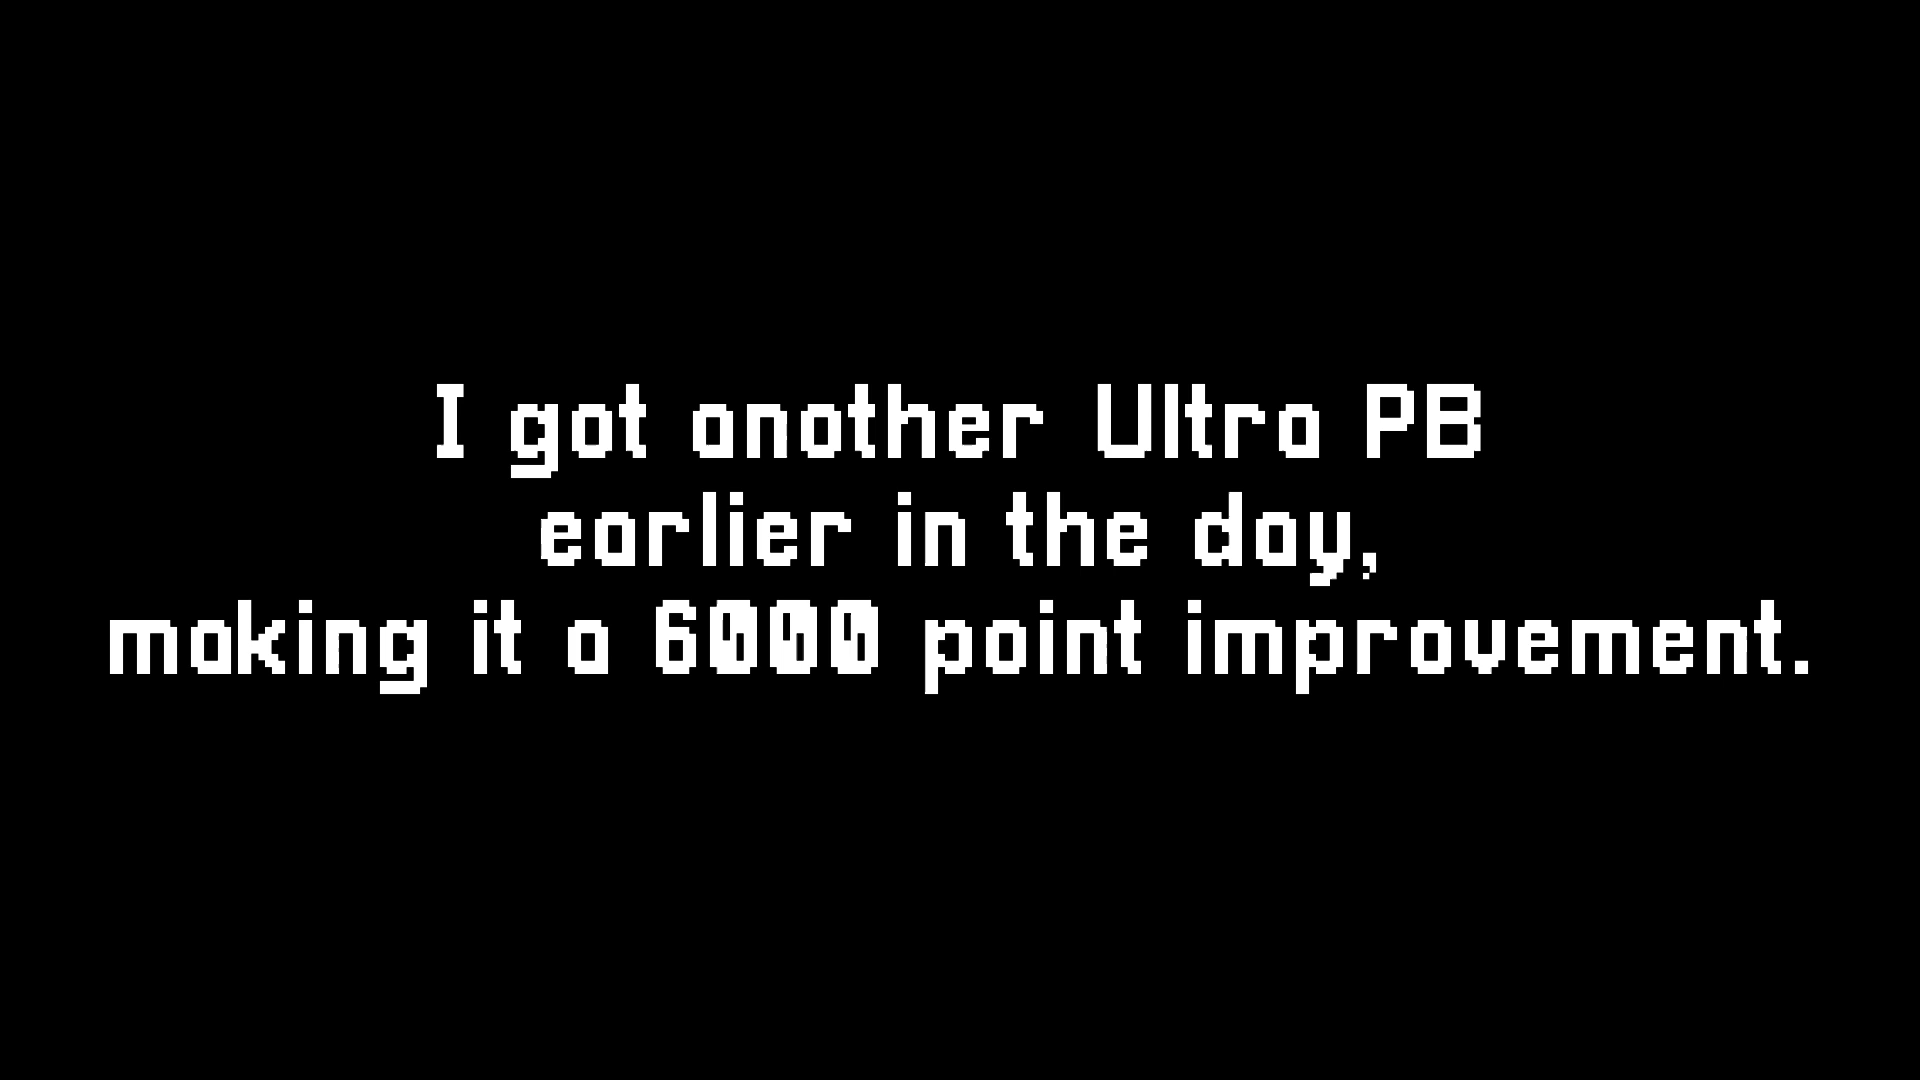 I got another Ultra PB
earlier in the day,
making it a 6000 point improvement.